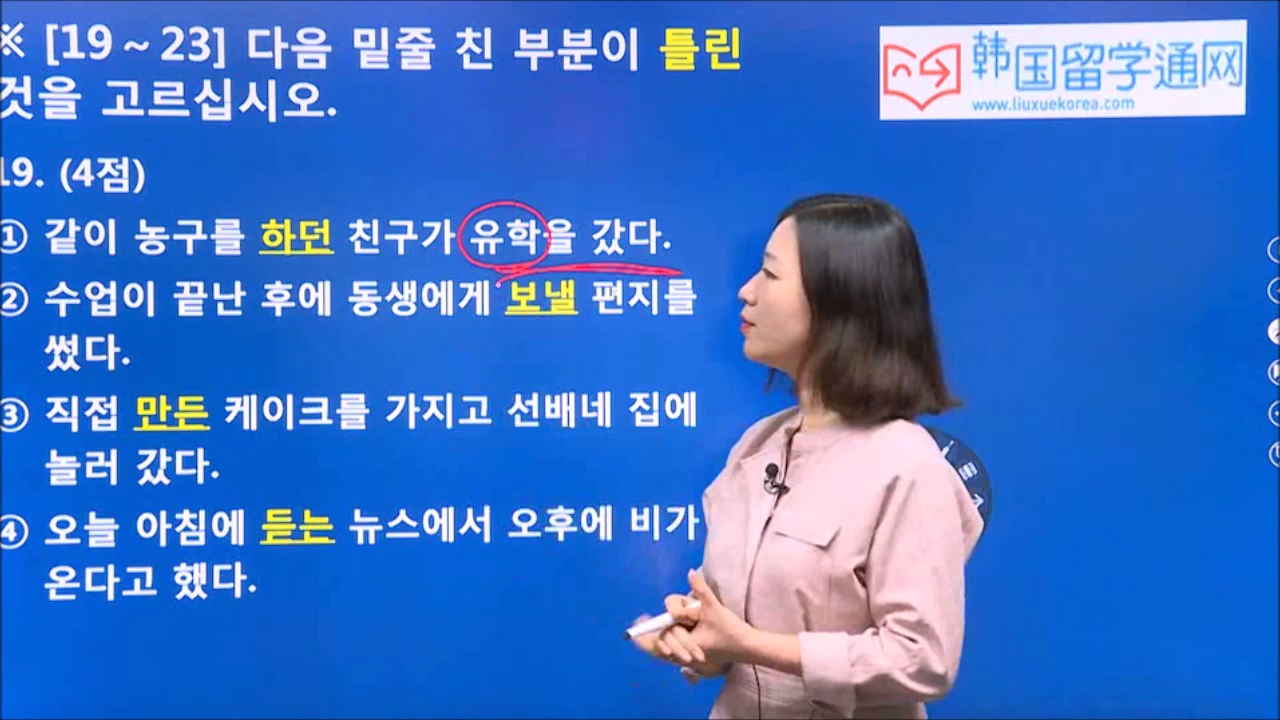 ※ [19～23] 다음 밑줄 친 부분이 틀린
것을 고르십시오.
19. (4점)
① 같이 농구를 하던 친구가 유학을 갔다.
② 수업이 끝난 후에 동생에게 보낼 편지를
썼다.
③ 직접 만든 케이크를 가지고 선배네 집에
놀러 갔다.
④ 오늘 아침에 듣는 뉴스에서 오후에 비가
온다고 했다.
韩国留学通网
www.liuxuekorea.com